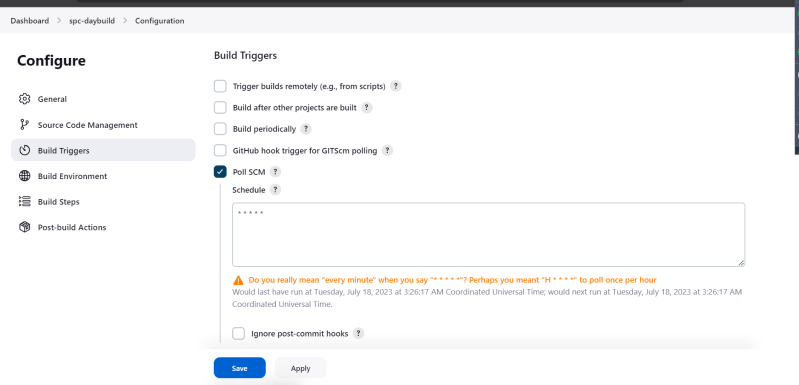 Dashboard > spc-daybuild > Configuration
Configure
General
Source Code Management
Build Triggers
Build Environment
Build Steps
Post-build Actions
Build Triggers
Trigger builds remotely (e.g., from scripts) ?
Build after other projects are built ?
Build periodically ?
GitHub hook trigger for GITScm polling ?
Poll SCM ?
Schedule ?
* * * * *
Do you really mean "every minute" when you say "* * * * *"? Perhaps you meant "H * * * *" to poll once per hour
Would last have run at Tuesday, July 18, 2023 at 3:26:17 AM Coordinated Universal Time; would next run at Tuesday, July 18, 2023 at 3:26:17 AM
Coordinated Universal Time.
Ignore post-commit hooks ?
Save
Apply